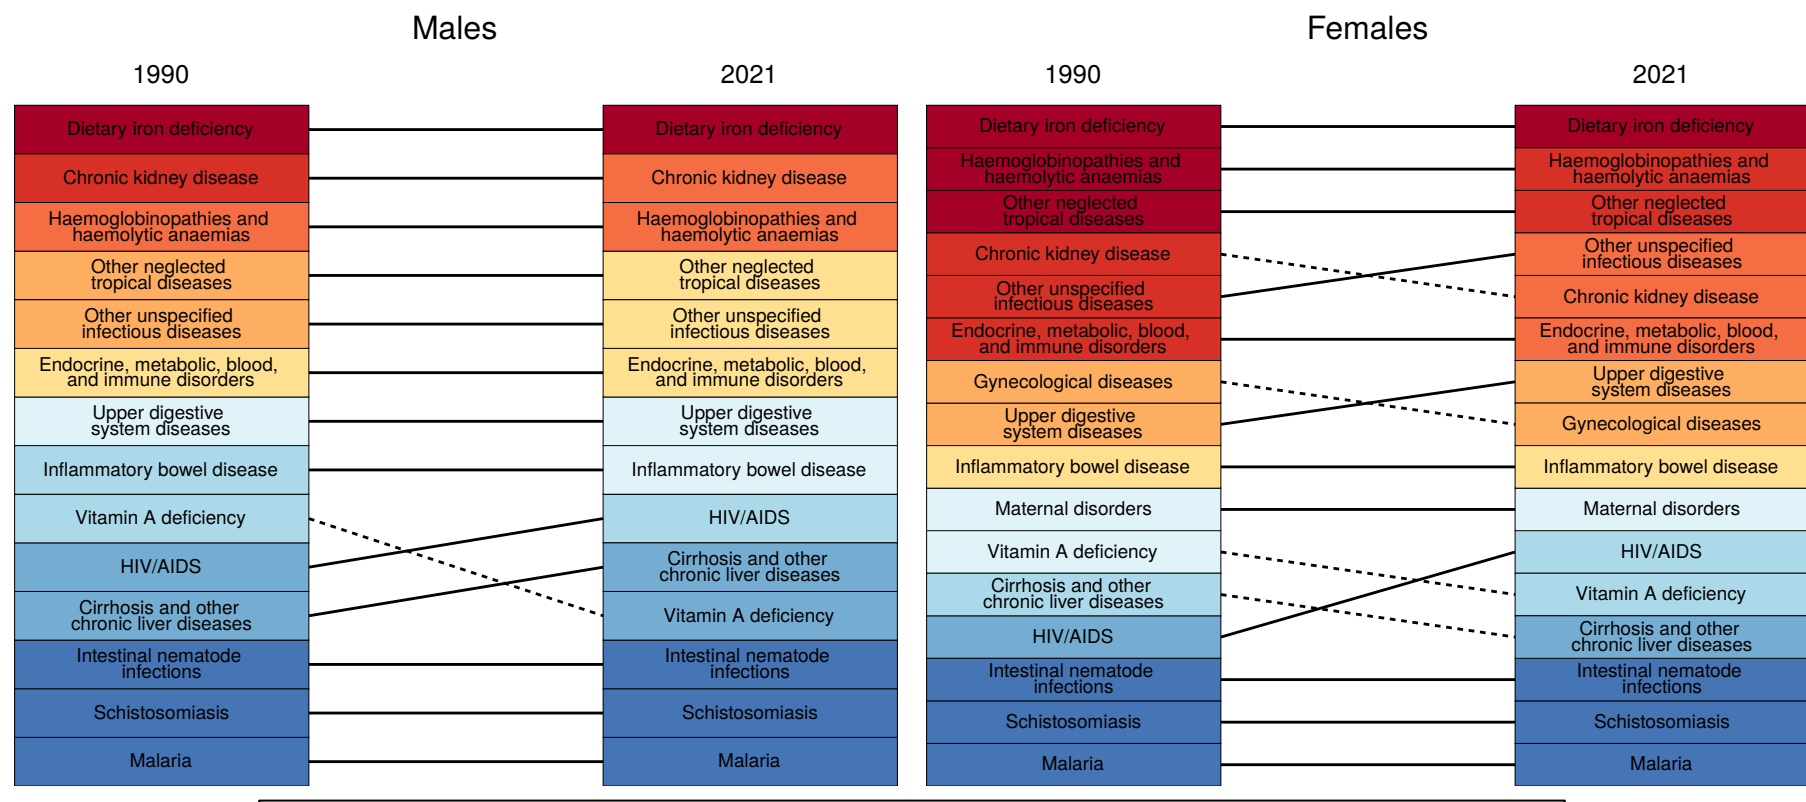 Males
1990
2021
Dietary iron deficiency
Chronic kidney disease
Haemoglobinopathies and
haemolytic anaemias
Other neglected
tropical diseases
Other unspecified
infectious diseases
Endocrine, metabolic, blood,
and immune disorders
Upper digestive
system diseases
Inflammatory bowel disease
Vitamin A deficiency
HIV/AIDS
Cirrhosis and other
chronic liver diseases
Intestinal nematode
infections
Schistosomiasis
Malaria
Dietary iron deficiency
Chronic kidney disease
Haemoglobinopathies and
haemolytic anaemias
Other neglected
tropical diseases
Other unspecified
infectious diseases
Endocrine, metabolic, blood,
and immune disorders
Upper digestive
system diseases
Inflammatory bowel disease
HIV/AIDS
Cirrhosis and other
chronic liver diseases
Vitamin A deficiency
Intestinal nematode
infections
Schistosomiasis
Malaria
Females
1990
2021
Dietary iron deficiency
Haemoglobinopathies and
haemolytic anaemias
Other neglected
tropical diseases
Chronic kidney disease
Other unspecified
infectious diseases
Endocrine, metabolic, blood,
and immune disorders
Gynecological diseases
Upper digestive
system diseases
Inflammatory bowel disease
Maternal disorders
Vitamin A deficiency
Cirrhosis and other
chronic liver diseases
HIV/AIDS
Intestinal nematode
infections
Schistosomiasis
Malaria
Dietary iron deficiency
Haemoglobinopathies and
haemolytic anaemias
Other neglected
tropical diseases
Other unspecified
infectious diseases
Chronic kidney disease
Endocrine, metabolic, blood,
and immune disorders
Upper digestive
system diseases
Gynecological diseases
Inflammatory bowel disease
Maternal disorders
HIV/AIDS
Vitamin A deficiency
Cirrhosis and other
chronic liver diseases
Intestinal nematode
infections
Schistosomiasis
Malaria